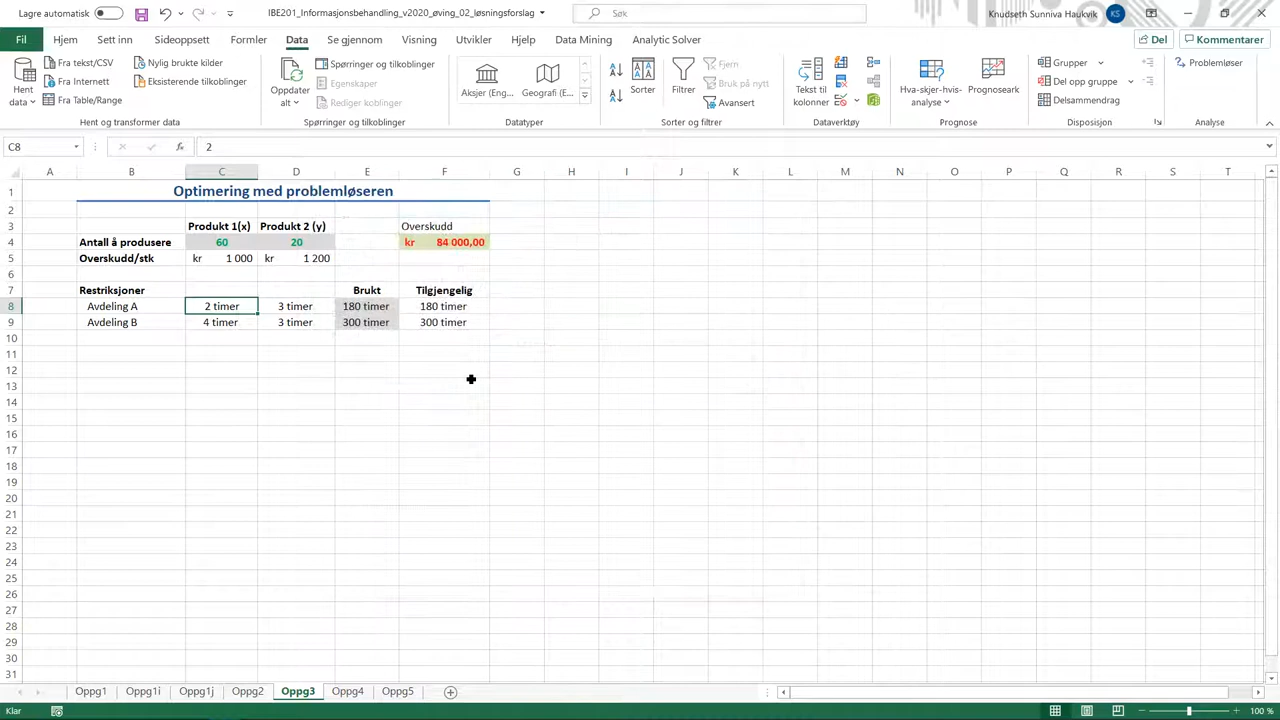 Lagre automatisk
IBE201_Informasjonsbehandling_v2020_øving_02_løsningsforslag
Søk
Knudseth Sunniva Haukvik
KS
Fil
Hjem
Sett inn
Sideoppsett
Formler
Data
Se gjennom
Visning
Utvikler
Hjelp
Data Mining
Analytic Solver
Del
Kommentarer
Hent data
Fra tekst/CSV
Fra Internett
Fra Table/Range
Nylig brukte kilder
Eksisterende tilkoblinger
Hent og transformer data
Oppdater alt
Spørringer og tilkoblinger
Egenskaper
Rediger koblinger
Spørringer og tilkoblinger
Aksjer (Eng...
Geografi (E...
Datatyper
Sorter
Filtrer
Fjern
Bruk på nytt
Avansert
Sorter og filtrer
Tekst til kolonner
Dataverktøy
Hva-skjer-hvis-analyse
Prognoseark
Prognose
Grupper
Del opp gruppe
Delsammendrag
Disposisjon
Problemløser
Analyse
C8
fx
2
A B C D E F G H I J K L M N O P Q R S T
1 Optimering med problemløseren
2
3 Produkt 1(x) Produkt 2 (y) Overskudd
4 Antall å produsere 60 20 kr 84 000,00
5 Overskudd/stk kr 1 000 kr 1 200
6
7 Restriksjoner Brukt Tilgjengelig
8 Avdeling A 2 timer 3 timer 180 timer 180 timer
9 Avdeling B 4 timer 3 timer 300 timer 300 timer
10
11
12
13
14
15
16
17
18
19
20
21
22
23
24
25
26
27
28
29
30
31
Oppg1 Oppg1i Oppg1j Oppg2 Oppg3 Oppg4 Oppg5
Klar
100 %